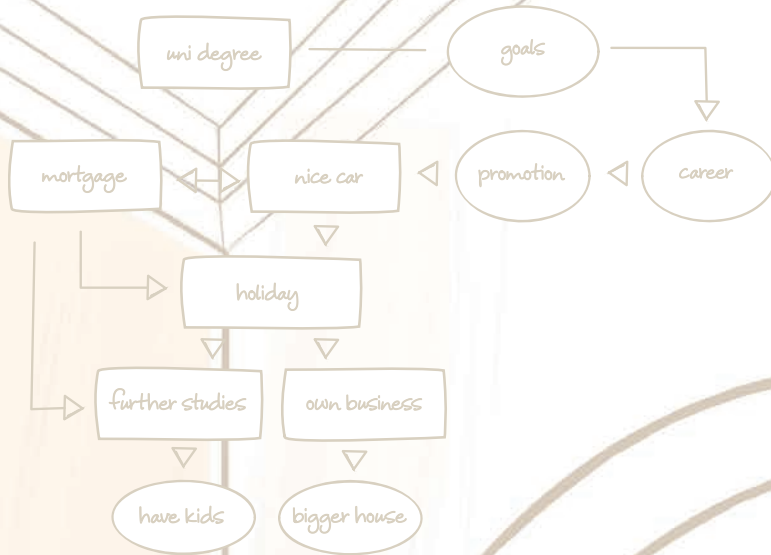 uni degree
goals
mortgage
nice car
promotion
career
holiday
further studies
own business
have kids
bigger house